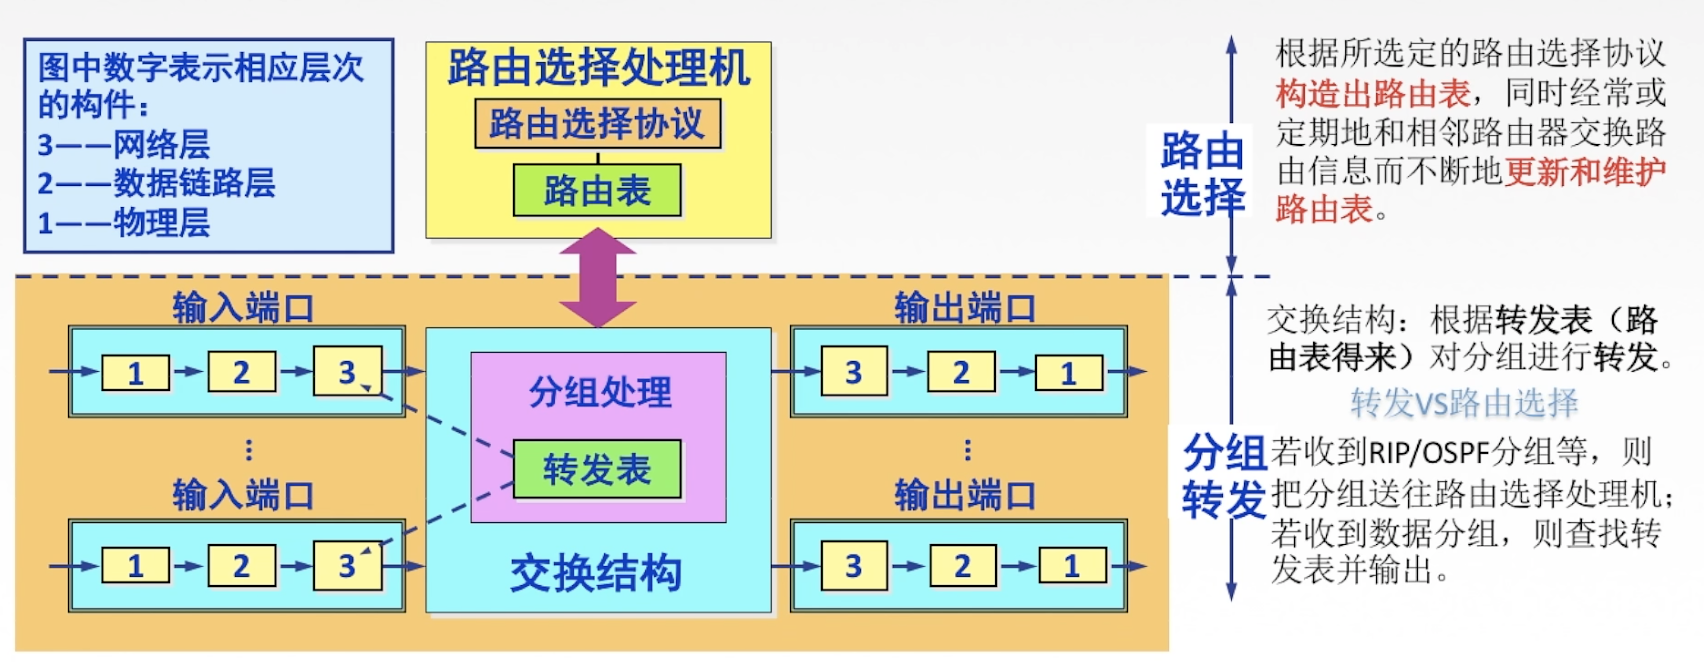 图中数字表示相应层次
的构件：
3——网络层
2——数据链路层
1——物理层
路由选择处理机
路由选择协议
路由表
路由
选择
根据所选定的路由选择协议
构造出路由表，同时经常或
定期地和相邻路由器交换路
由信息而不断地更新和维护
路由表。
输入端口
1
2
3
⋮
输入端口
1
2
3
分组处理
转发表
交换结构
输出端口
3
2
1
⋮
输出端口
3
2
1
分组
转发
交换结构：根据转发表（路
由表得来）对分组进行转发。
转发VS路由选择
若收到RIP/OSPF分组等，则
把分组送往路由选择处理机；
若收到数据分组，则查找转
发表并输出。